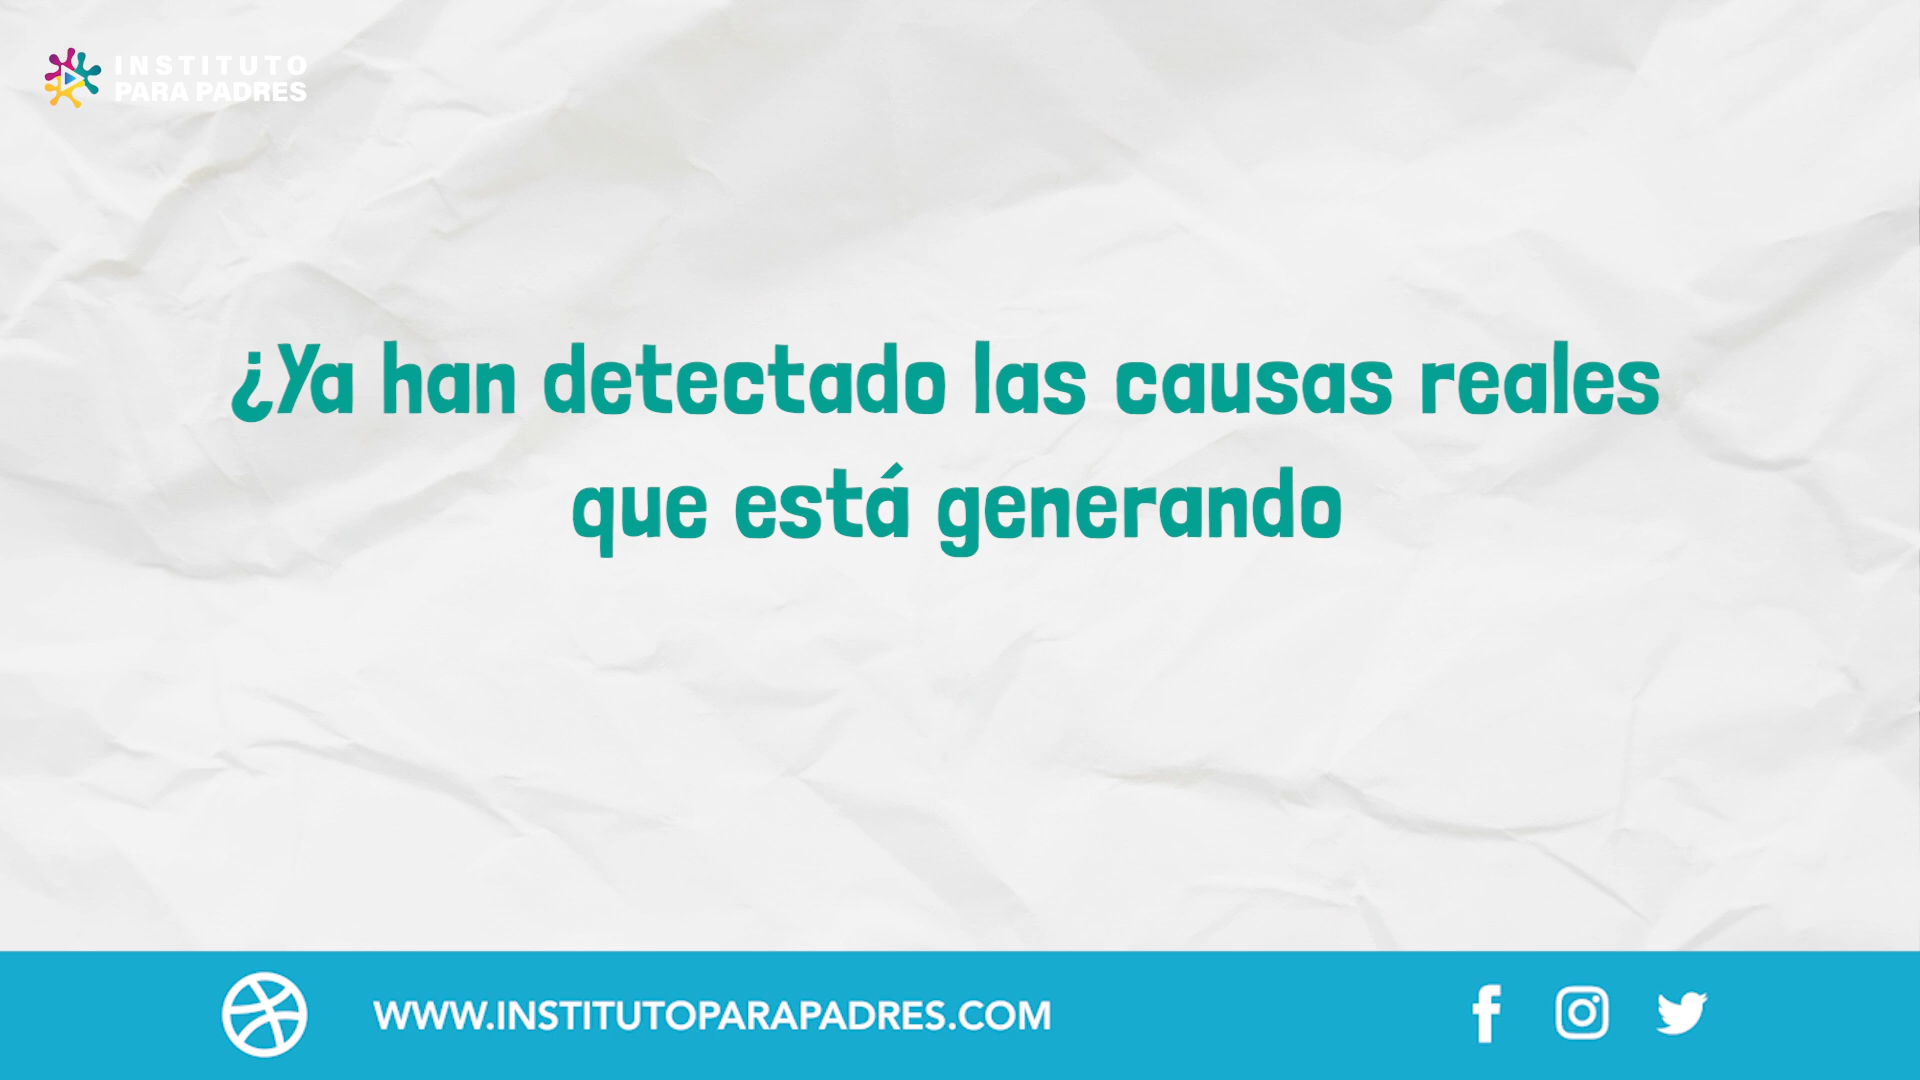 INSTITUTO
PARA PADRES
¿Ya han detectado las causas reales
que está generando
WWW.INSTITUTOPARAPADRES.COM